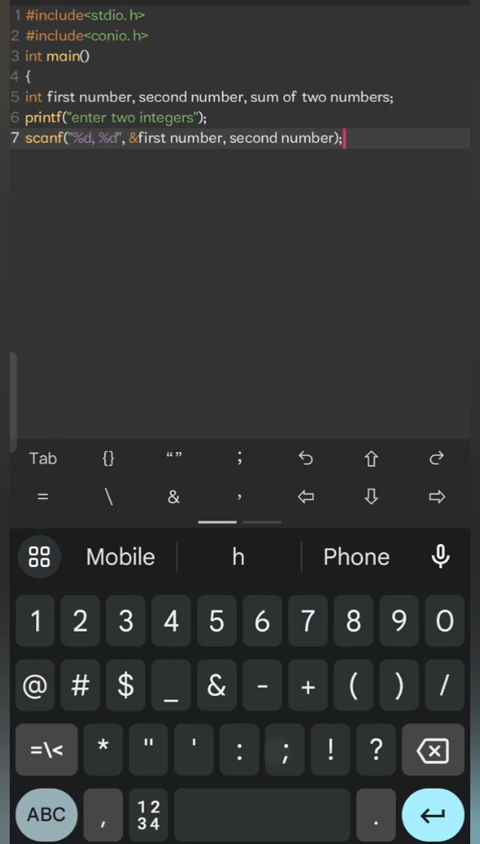 1 #include<stdio.h>
2 #include<conio.h>
3 int main()
4 {
5 int first number, second number, sum of two numbers;
6 printf("enter two integers");
7 scanf("%d, %d", &first number, second number);
Tab {} “” ;
= \ & ,
Mobile h Phone
1 2 3 4 5 6 7 8 9 0
@ # $ _ & - + ( ) /
=\< * " ' : ; ! ?
ABC , 12 34 .